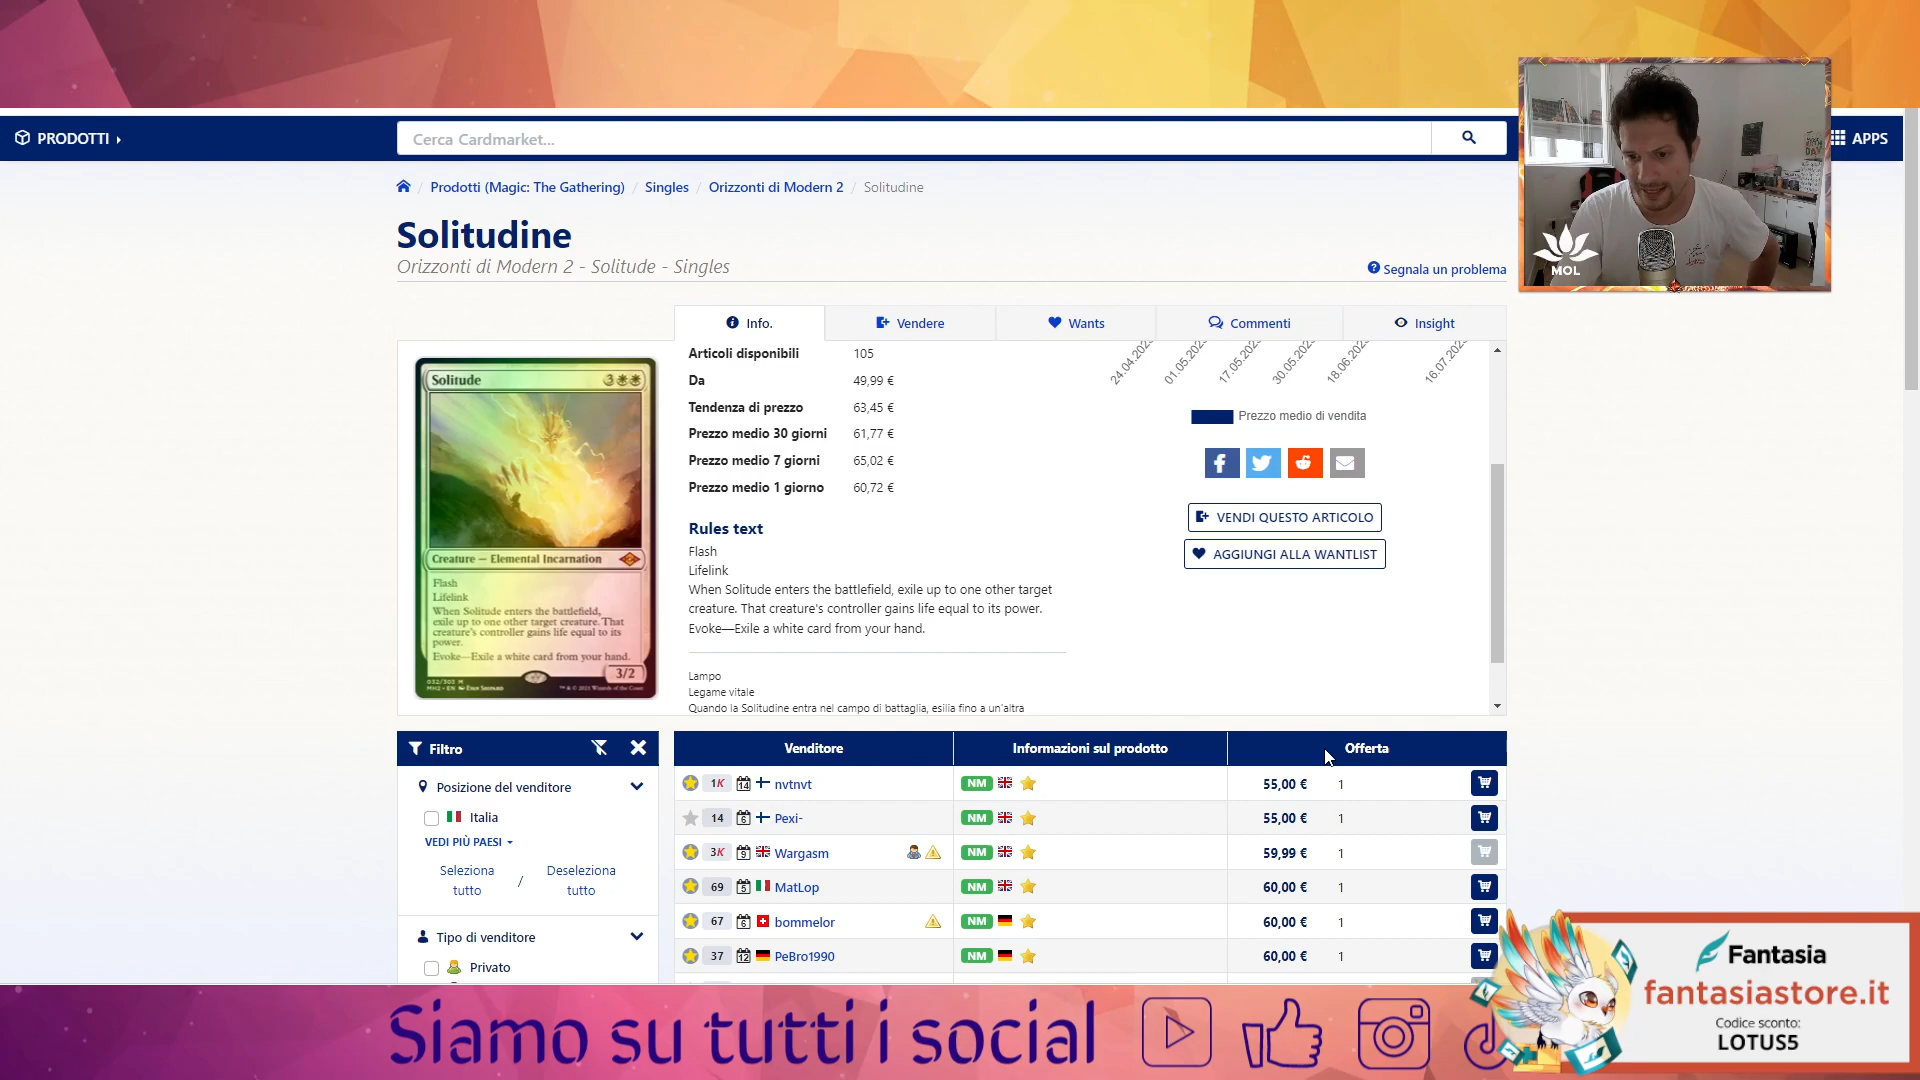 PRODOTTI
Cerca Cardmarket...
APPS
Prodotti (Magic: The Gathering) / Singles / Orizzonti di Modern 2 / Solitudine
Solitudine
Orizzonti di Modern 2 - Solitude - Singles
Segnala un problema
MOL
Info.
Vendere
Wants
Commenti
Insight
Articoli disponibili 105
Da 49,99 €
Tendenza di prezzo 63,45 €
Prezzo medio 30 giorni 61,77 €
Prezzo medio 7 giorni 65,02 €
Prezzo medio 1 giorno 60,72 €
Prezzo medio di vendita
VENDI QUESTO ARTICOLO
AGGIUNGI ALLA WANTLIST
Rules text
Flash
Lifelink
When Solitude enters the battlefield, exile up to one other target
creature. That creature's controller gains life equal to its power.
Evoke—Exile a white card from your hand.
Lampo
Legame vitale
Quando la Solitudine entra nel campo di battaglia, esilia fino a un'altra
Solitude 3
Creature — Elemental Incarnation
Flash
Lifelink
When Solitude enters the battlefield,
exile up to one other target creature. That
creature's controller gains life equal to its
power.
Evoke—Exile a white card from your hand.
3/2
Filtro
Posizione del venditore
Italia
VEDI PIÙ PAESI
Seleziona
tutto
/
Deseleziona
tutto
Tipo di venditore
Privato
Venditore Informazioni sul prodotto Offerta
1K 14 nvtnvt NM 55,00 € 1
14 6 Pexi- NM 55,00 € 1
3K 9 Wargasm NM 59,99 € 1
69 5 MatLop NM 60,00 € 1
67 6 bommelor NM 60,00 € 1
37 12 PeBro1990 NM 60,00 € 1
Siamo su tutti i social
Fantasia
fantasiastore.it
Codice sconto:
LOTUS5